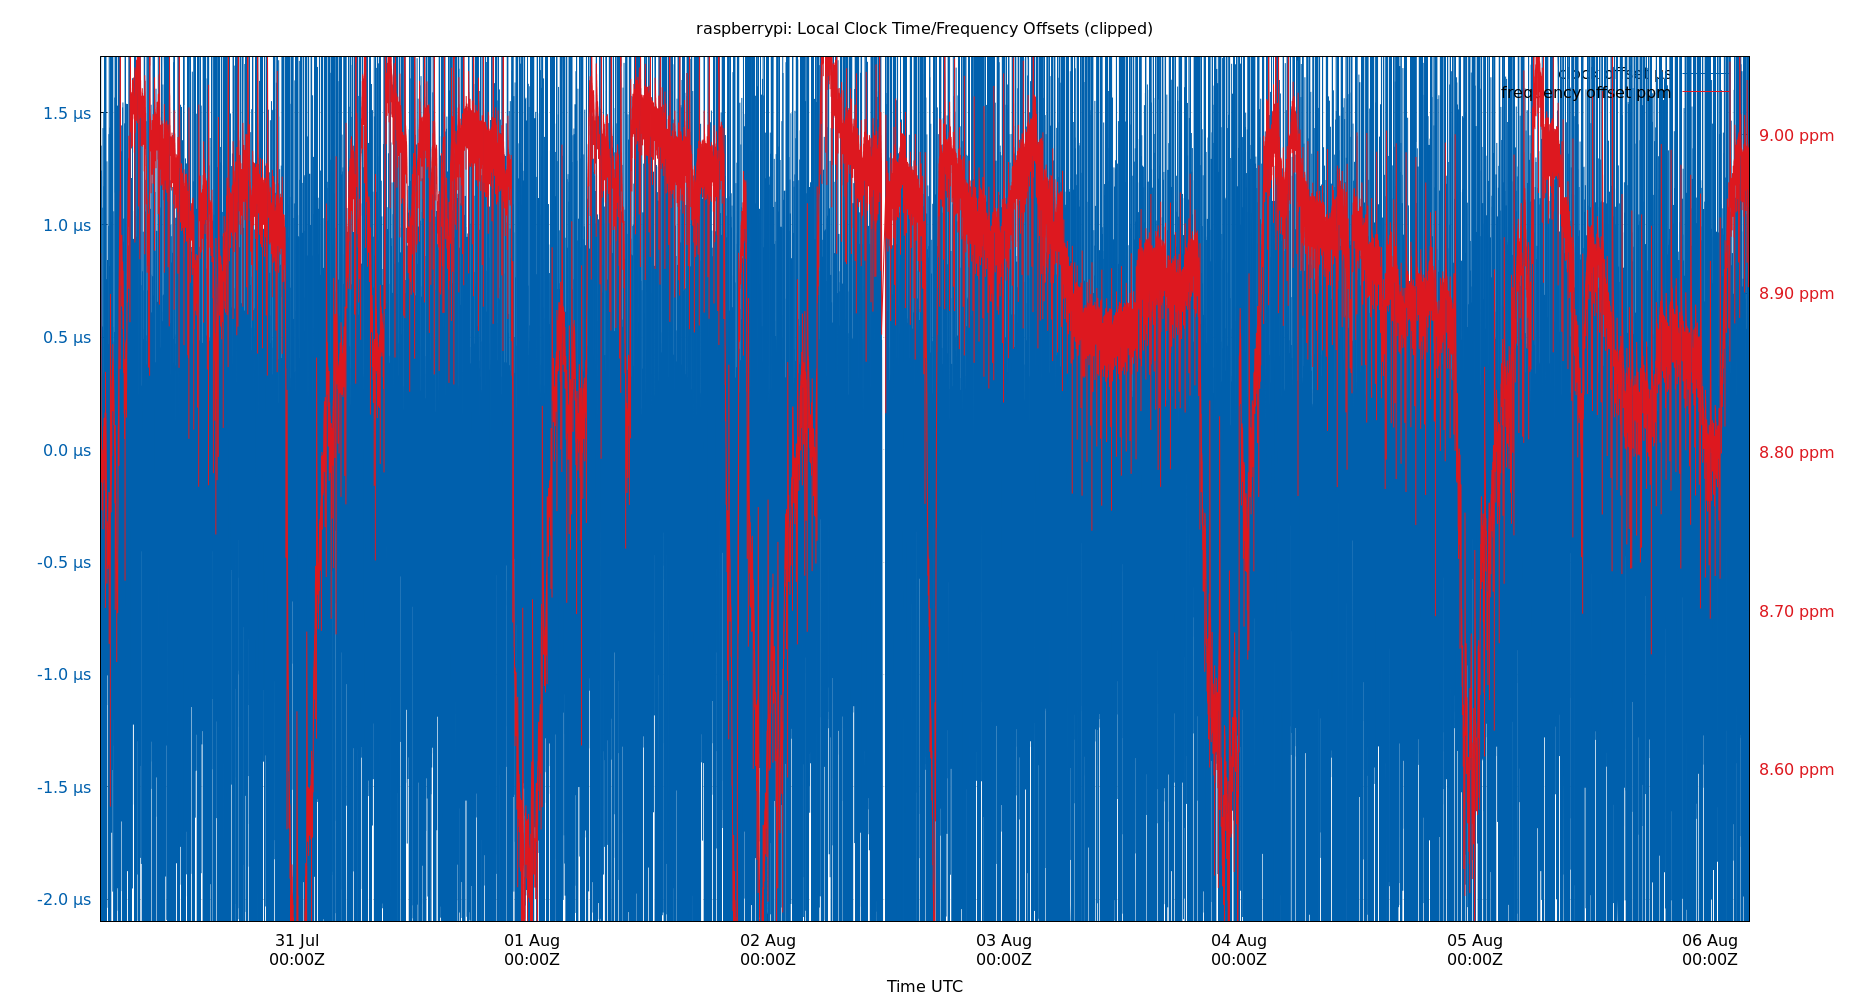 raspberrypi: Local Clock Time/Frequency Offsets (clipped)
clock offset µs
frequency offset ppm
1.5 µs
1.0 µs
0.5 µs
0.0 µs
-0.5 µs
-1.0 µs
-1.5 µs
-2.0 µs
9.00 ppm
8.90 ppm
8.80 ppm
8.70 ppm
8.60 ppm
31 Jul
00:00Z
01 Aug
00:00Z
02 Aug
00:00Z
03 Aug
00:00Z
04 Aug
00:00Z
05 Aug
00:00Z
06 Aug
00:00Z
Time UTC